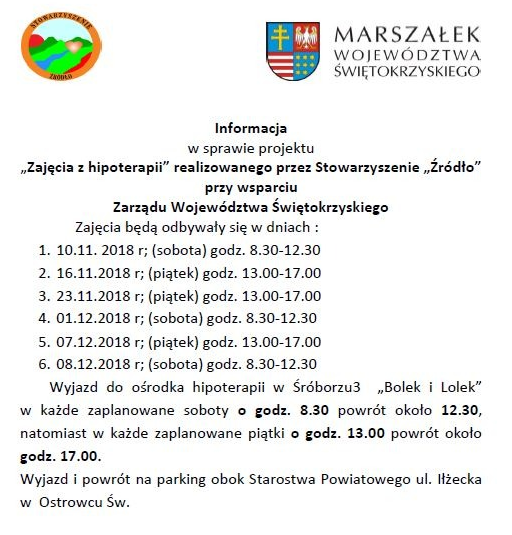 STOWARZYSZENIE
ŹRÓDŁO
MARSZAŁEK
WOJEWÓDZTWA
ŚWIĘTOKRZYSKIEGO
Informacja
w sprawie projektu
„Zajęcia z hipoterapii” realizowanego przez Stowarzyszenie „Źródło”
przy wsparciu
Zarządu Województwa Świętokrzyskiego
Zajęcia będą odbywały się w dniach :
1. 10.11. 2018 r; (sobota) godz. 8.30-12.30
2. 16.11.2018 r; (piątek) godz. 13.00-17.00
3. 23.11.2018 r; (piątek) godz. 13.00-17.00
4. 01.12.2018 r; (sobota) godz. 8.30-12.30
5. 07.12.2018 r; (piątek) godz. 13.00-17.00
6. 08.12.2018 r; (sobota) godz. 8.30-12.30
Wyjazd do ośrodka hipoterapii w Śróborzu3 „Bolek i Lolek”
w każde zaplanowane soboty o godz. 8.30 powrót około 12.30,
natomiast w każde zaplanowane piątki o godz. 13.00 powrót około
godz. 17.00.
Wyjazd i powrót na parking obok Starostwa Powiatowego ul. Iłżecka
w Ostrowcu Św.